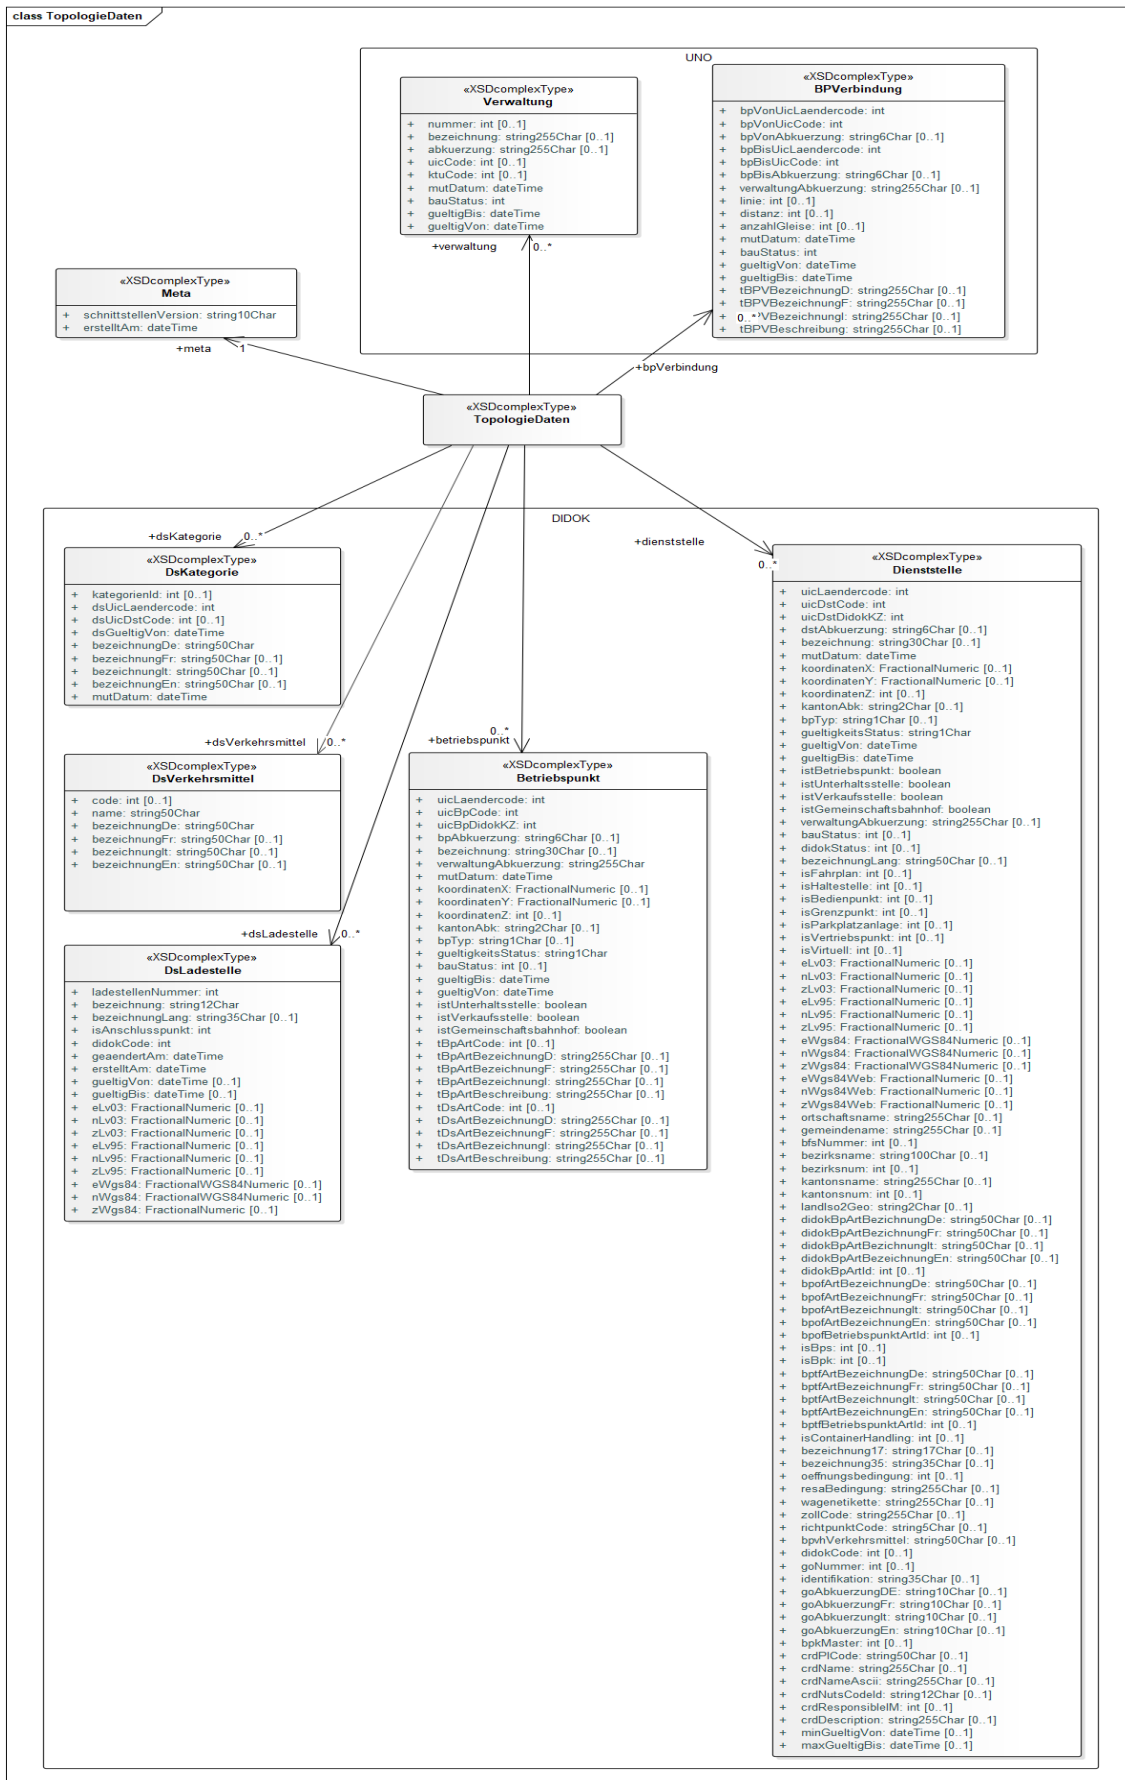 class TopologieDaten
UNO
«XSDcomplexType»
Verwaltung
+ nummer: int [0..1]
+ bezeichnung: string255Char [0..1]
+ abkuerzung: string255Char [0..1]
+ uicCode: int [0..1]
+ ktuCode: int [0..1]
+ mutDatum: dateTime
+ bauStatus: int
+ gueltigBis: dateTime
+ gueltigVon: dateTime
+verwaltung
0..*
«XSDcomplexType»
BPVerbindung
+ bpVonUicLaendercode: int
+ bpVonUicCode: int
+ bpVonAbkuerzung: string6Char [0..1]
+ bpBisUicLaendercode: int
+ bpBisUicCode: int
+ bpBisAbkuerzung: string6Char [0..1]
+ verwaltungAbkuerzung: string255Char [0..1]
+ linie: int [0..1]
+ distanz: int [0..1]
+ anzahlGleise: int [0..1]
+ mutDatum: dateTime
+ bauStatus: int
+ gueltigVon: dateTime
+ gueltigBis: dateTime
+ tBPVBezeichnungD: string255Char [0..1]
+ tBPVBezeichnungF: string255Char [0..1]
0..* PVBezeichnungI: string255Char [0..1]
+ tBPVBeschreibung: string255Char [0..1]
+bpVerbindung
«XSDcomplexType»
Meta
+ schnittstellenVersion: string10Char
+ erstelltAm: dateTime
+meta
1
«XSDcomplexType»
TopologieDaten
DIDOK
+dsKategorie
0..*
«XSDcomplexType»
DsKategorie
+ kategorienId: int [0..1]
+ dsUicLaendercode: int
+ dsUicDstCode: int [0..1]
+ dsGueltigVon: dateTime
+ bezeichnungDe: string50Char
+ bezeichnungFr: string50Char [0..1]
+ bezeichnungIt: string50Char [0..1]
+ bezeichnungEn: string50Char [0..1]
+ mutDatum: dateTime
+dsVerkehrsmittel
0..*
«XSDcomplexType»
DsVerkehrsmittel
+ code: int [0..1]
+ name: string50Char
+ bezeichnungDe: string50Char
+ bezeichnungFr: string50Char [0..1]
+ bezeichnungIt: string50Char [0..1]
+ bezeichnungEn: string50Char [0..1]
+dsLadestelle
0..*
«XSDcomplexType»
DsLadestelle
+ ladestellenNummer: int
+ bezeichnung: string12Char
+ bezeichnungLang: string35Char [0..1]
+ isAnschlusspunkt: int
+ didokCode: int
+ geaendertAm: dateTime
+ erstelltAm: dateTime
+ gueltigVon: dateTime [0..1]
+ gueltigBis: dateTime [0..1]
+ eLv03: FractionalNumeric [0..1]
+ nLv03: FractionalNumeric [0..1]
+ zLv03: FractionalNumeric [0..1]
+ eLv95: FractionalNumeric [0..1]
+ nLv95: FractionalNumeric [0..1]
+ zLv95: FractionalNumeric [0..1]
+ eWgs84: FractionalWGS84Numeric [0..1]
+ nWgs84: FractionalWGS84Numeric [0..1]
+ zWgs84: FractionalNumeric [0..1]
0..*
+betriebspunkt
«XSDcomplexType»
Betriebspunkt
+ uicLaendercode: int
+ uicBpCode: int
+ uicBpDidokKZ: int
+ bpAbkuerzung: string6Char [0..1]
+ bezeichnung: string30Char [0..1]
+ verwaltungAbkuerzung: string255Char
+ mutDatum: dateTime
+ koordinatenX: FractionalNumeric [0..1]
+ koordinatenY: FractionalNumeric [0..1]
+ koordinatenZ: int [0..1]
+ kantonAbk: string2Char [0..1]
+ bpTyp: string1Char [0..1]
+ gueltigkeitsStatus: string1Char
+ bauStatus: int [0..1]
+ gueltigBis: dateTime
+ gueltigVon: dateTime
+ istUnterhaltsstelle: boolean
+ istVerkaufsstelle: boolean
+ istGemeinschaftsbahnhof: boolean
+ tBpArtCode: int [0..1]
+ tBpArtBezeichnungD: string255Char [0..1]
+ tBpArtBezeichnungF: string255Char [0..1]
+ tBpArtBezeichnungI: string255Char [0..1]
+ tBpArtBeschreibung: string255Char [0..1]
+ tDsArtCode: int [0..1]
+ tDsArtBezeichnungD: string255Char [0..1]
+ tDsArtBezeichnungF: string255Char [0..1]
+ tDsArtBezeichnungI: string255Char [0..1]
+ tDsArtBeschreibung: string255Char [0..1]
+dienststelle
0..*
«XSDcomplexType»
Dienststelle
+ uicLaendercode: int
+ uicDstCode: int
+ uicDstDidokKZ: int
+ dstAbkuerzung: string6Char [0..1]
+ bezeichnung: string30Char [0..1]
+ mutDatum: dateTime
+ koordinatenX: FractionalNumeric [0..1]
+ koordinatenY: FractionalNumeric [0..1]
+ koordinatenZ: int [0..1]
+ kantonAbk: string2Char [0..1]
+ bpTyp: string1Char [0..1]
+ gueltigkeitsStatus: string1Char
+ gueltigVon: dateTime
+ gueltigBis: dateTime
+ istBetriebspunkt: boolean
+ istUnterhaltsstelle: boolean
+ istVerkaufsstelle: boolean
+ istGemeinschaftsbahnhof: boolean
+ verwaltungAbkuerzung: string255Char [0..1]
+ bauStatus: int [0..1]
+ didokStatus: int [0..1]
+ bezeichnungLang: string50Char [0..1]
+ isFahrplan: int [0..1]
+ isHaltestelle: int [0..1]
+ isBedienpunkt: int [0..1]
+ isGrenzpunkt: int [0..1]
+ isParkplatzanlage: int [0..1]
+ isVertriebspunkt: int [0..1]
+ isVirtuell: int [0..1]
+ eLv03: FractionalNumeric [0..1]
+ nLv03: FractionalNumeric [0..1]
+ zLv03: FractionalNumeric [0..1]
+ eLv95: FractionalNumeric [0..1]
+ nLv95: FractionalNumeric [0..1]
+ zLv95: FractionalNumeric [0..1]
+ eWgs84: FractionalWGS84Numeric [0..1]
+ nWgs84: FractionalWGS84Numeric [0..1]
+ zWgs84: FractionalWGS84Numeric [0..1]
+ eWgs84Web: FractionalNumeric [0..1]
+ nWgs84Web: FractionalNumeric [0..1]
+ zWgs84Web: FractionalNumeric [0..1]
+ ortschaftsname: string255Char [0..1]
+ gemeindename: string255Char [0..1]
+ bfsNummer: int [0..1]
+ bezirksname: string100Char [0..1]
+ bezirksnum: int [0..1]
+ kantonsname: string255Char [0..1]
+ kantonsnum: int [0..1]
+ landIso2Geo: string2Char [0..1]
+ didokBpArtBezichnungDe: string50Char [0..1]
+ didokBpArtBezichnungFr: string50Char [0..1]
+ didokBpArtBezichnungIt: string50Char [0..1]
+ didokBpArtBezeichnungEn: string50Char [0..1]
+ didokBpArtId: int [0..1]
+ bpofArtBezeichnungDe: string50Char [0..1]
+ bpofArtBezeichnungFr: string50Char [0..1]
+ bpofArtBezeichnungIt: string50Char [0..1]
+ bpofArtBezeichnungEn: string50Char [0..1]
+ bpofBetriebspunktArtId: int [0..1]
+ isBps: int [0..1]
+ isBpk: int [0..1]
+ bptfArtBezeichnungDe: string50Char [0..1]
+ bptfArtBezeichnungFr: string50Char [0..1]
+ bptfArtBezeichnungIt: string50Char [0..1]
+ bptfArtBezeichnungEn: string50Char [0..1]
+ bptfBetriebspunktArtId: int [0..1]
+ isContainerHandling: int [0..1]
+ bezeichnung17: string17Char [0..1]
+ bezeichnung35: string35Char [0..1]
+ oeffnungsbedingung: int [0..1]
+ resaBedingung: string255Char [0..1]
+ wagenetikette: string255Char [0..1]
+ zollCode: string255Char [0..1]
+ richtpunktCode: string5Char [0..1]
+ bpvhVerkehrsmittel: string50Char [0..1]
+ didokCode: int [0..1]
+ goNummer: int [0..1]
+ identifikation: string35Char [0..1]
+ goAbkuerzungDE: string10Char [0..1]
+ goAbkuerzungFr: string10Char [0..1]
+ goAbkuerzungIt: string10Char [0..1]
+ goAbkuerzungEn: string10Char [0..1]
+ bpkMaster: int [0..1]
+ crdPlCode: string50Char [0..1]
+ crdName: string255Char [0..1]
+ crdNameAscii: string255Char [0..1]
+ crdNutsCodeId: string12Char [0..1]
+ crdResponsibleIM: int [0..1]
+ crdDescription: string255Char [0..1]
+ minGueltigVon: dateTime [0..1]
+ maxGueltigBis: dateTime [0..1]